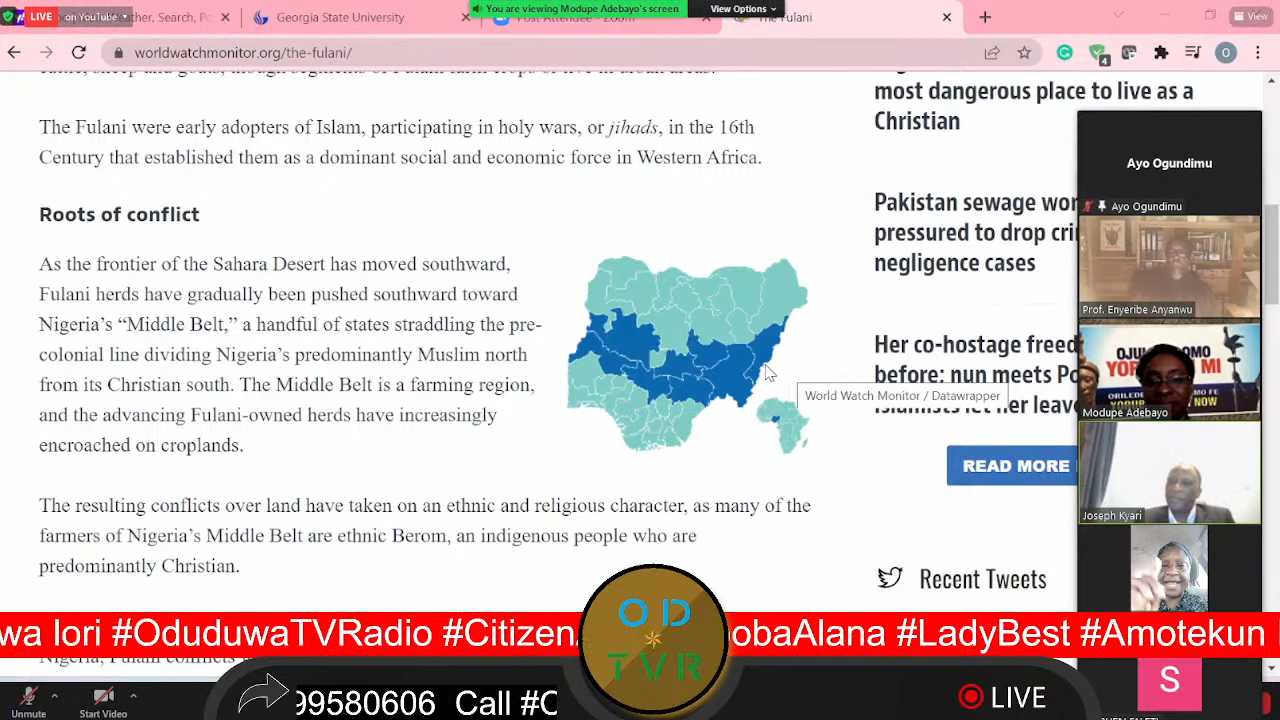 LIVE on YouTube
Georgia State University
You are viewing Modupe Adebayo's screen
View Options
Zoom
The Fulani
View
worldwatchmonitor.org/the-fulani/
O
4
The Fulani were early adopters of Islam, participating in holy wars, or jihads, in the 16th
Century that established them as a dominant social and economic force in Western Africa.
Roots of conflict
As the frontier of the Sahara Desert has moved southward,
Fulani herds have gradually been pushed southward toward
Nigeria's “Middle Belt,” a handful of states straddling the pre-
colonial line dividing Nigeria's predominantly Muslim north
from its Christian south. The Middle Belt is a farming region,
and the advancing Fulani-owned herds have increasingly
encroached on croplands.
World Watch Monitor / Datawrapper
The resulting conflicts over land have taken on an ethnic and religious character, as many of the
farmers of Nigeria's Middle Belt are ethnic Berom, an indigenous people who are
predominantly Christian.
most dangerous place to live as a
Christian
Pakistan sewage wor
pressured to drop cri
negligence cases
Her co-hostage freed
before; nun meets Po
her leave
READ MORE
Recent Tweets
Ayo Ogundimu
Ayo Ogundimu
Prof. Enyeribe Anyanwu
Modupe Adebayo
Joseph Kyari
S
wa lori #OduduwaTVRadio #Citizen obaAlana #LadyBest #Amotekun
OD
TVR
99580606 Call #C
LIVE
Unmute
Start Video